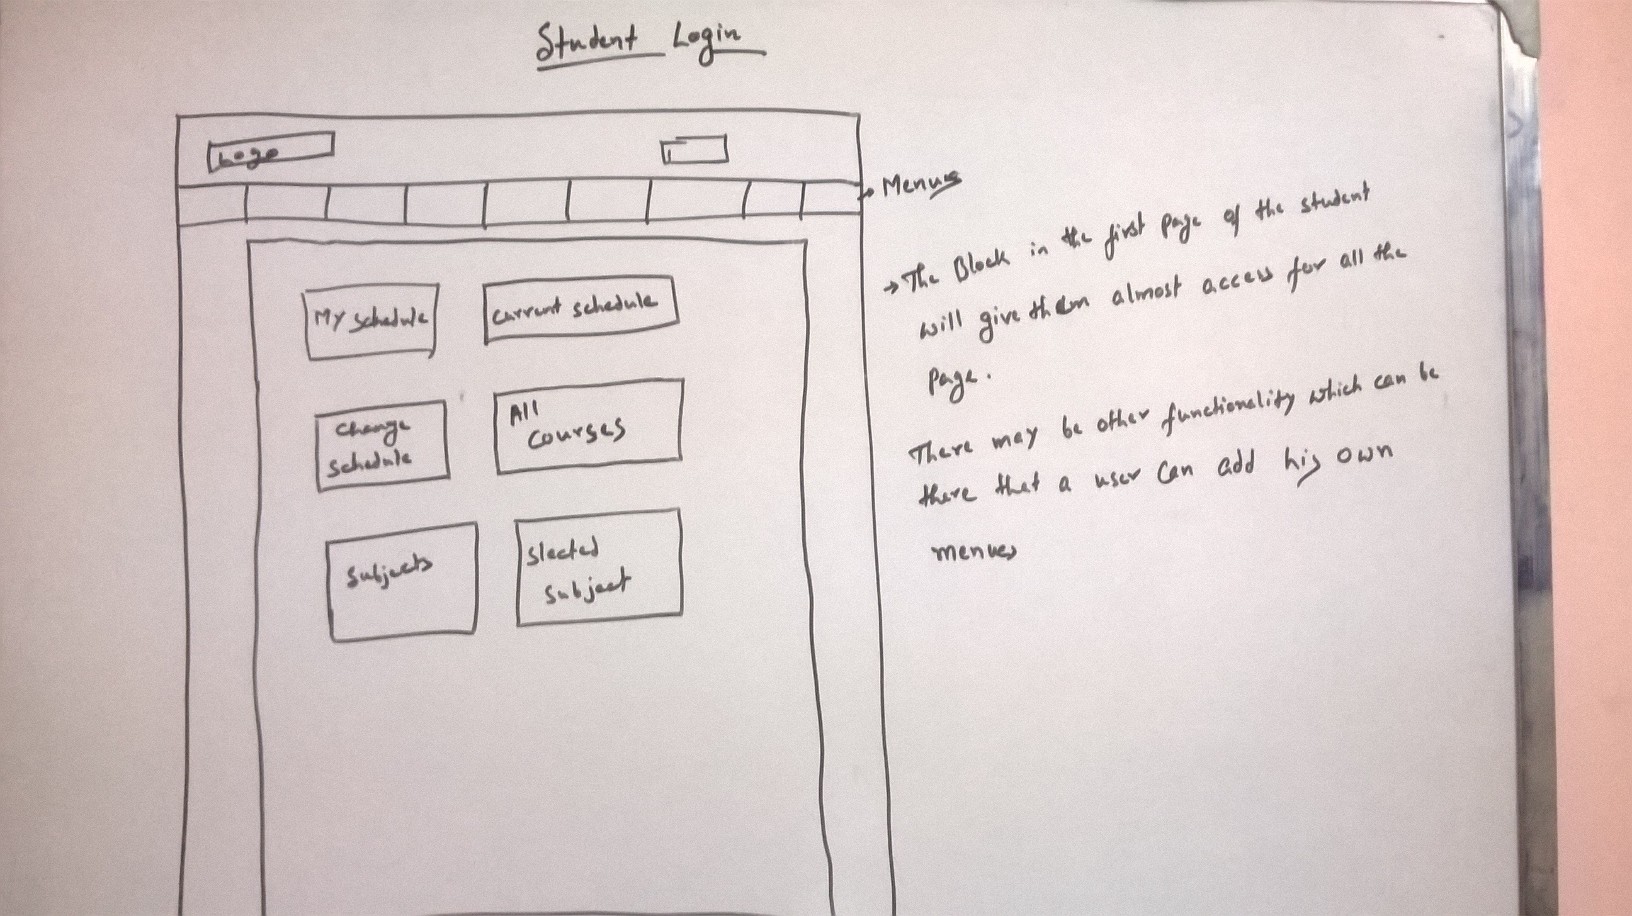 Student Login
Logo
→ Menues
My schedule
current schedule
change
schedule
All
courses
Subjects
Slected
Subject
→ The Block in the first page of the student
will give them almost access for all the
page.
There may be other functionality which can be
there that a user can add his own
menues